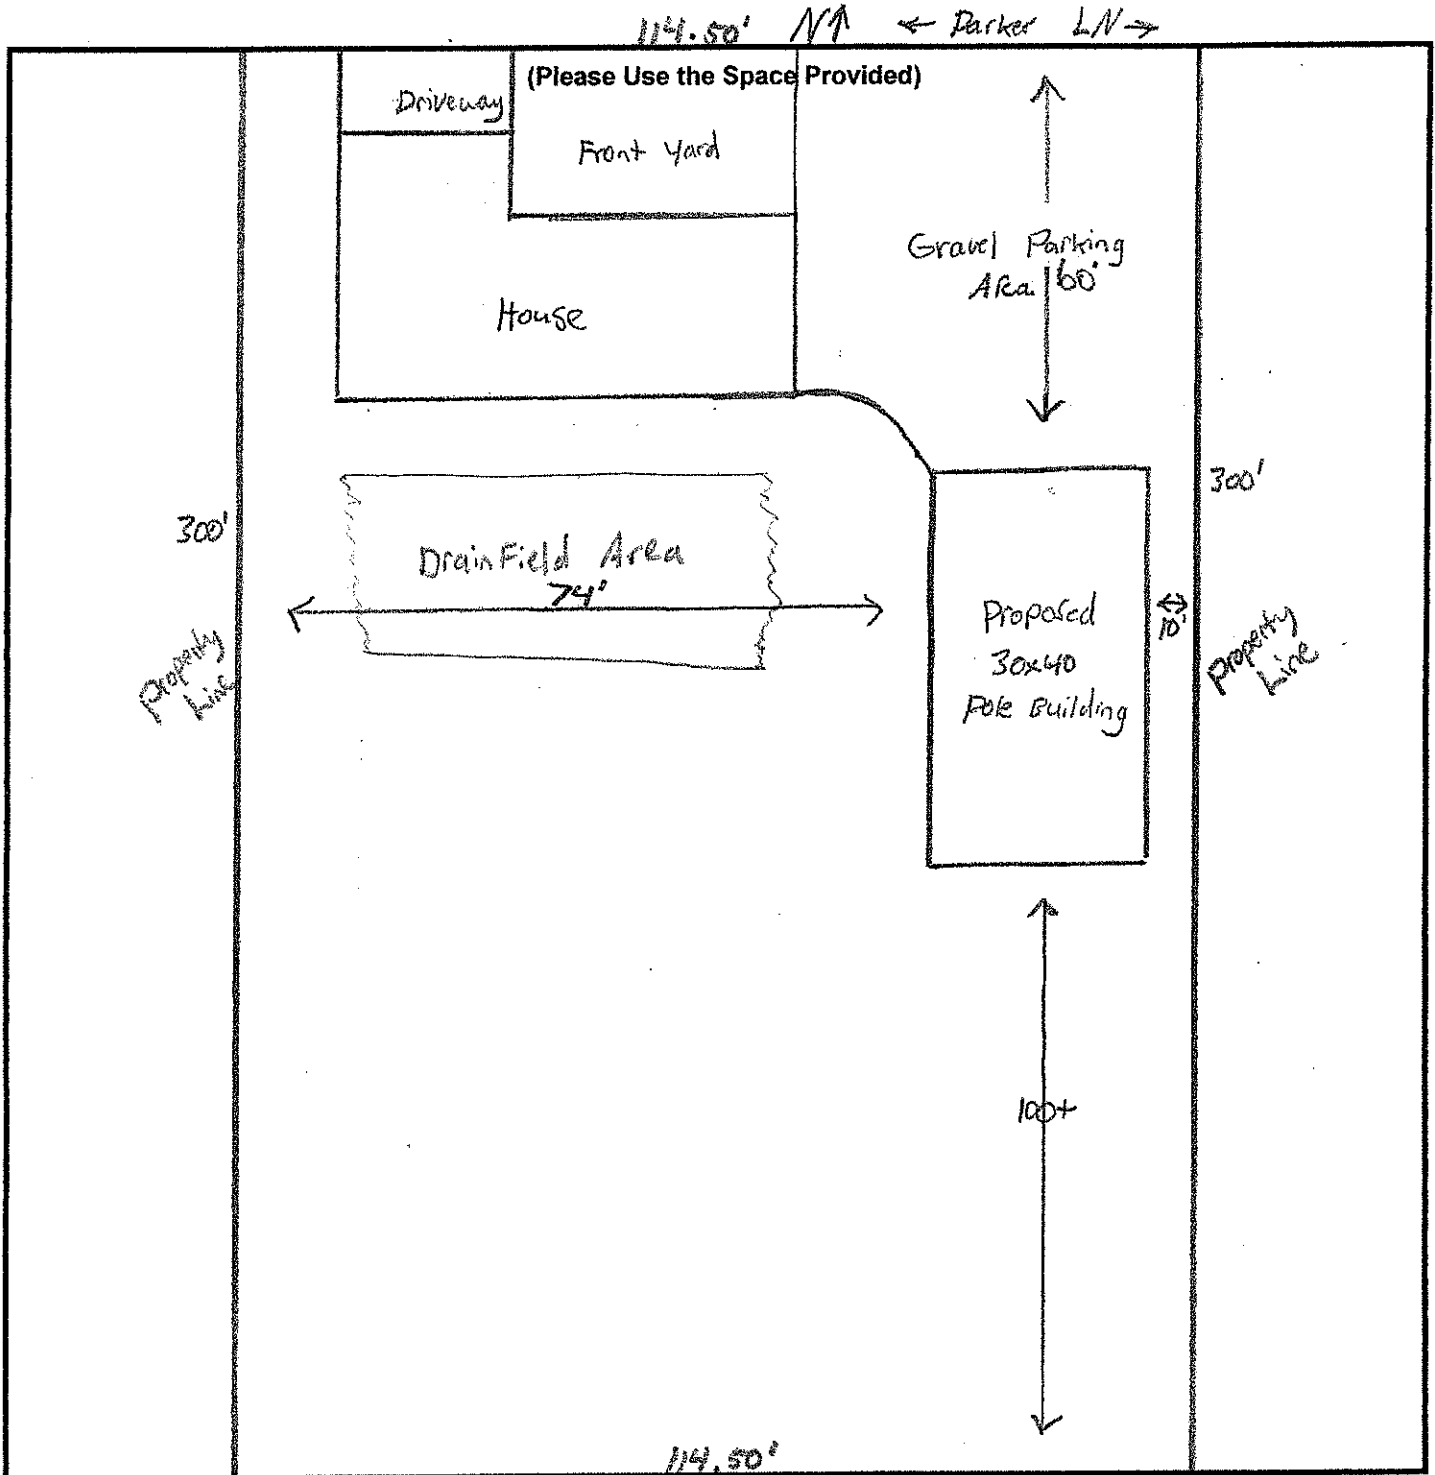 114.50' N↑ ← Parker LN →
(Please Use the Space Provided)
Driveway
Front Yard
Gravel Parking
Area 60'
House
300'
300'
DrainField Area
74'
Proposed
30x40
Pole Building
10'
Property
Line
Property
Line
100+
114.50'